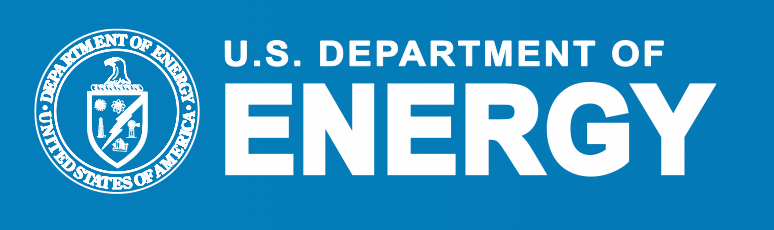 DEPARTMENT OF ENERGY
UNITED STATES OF AMERICA
U.S. DEPARTMENT OF
ENERGY